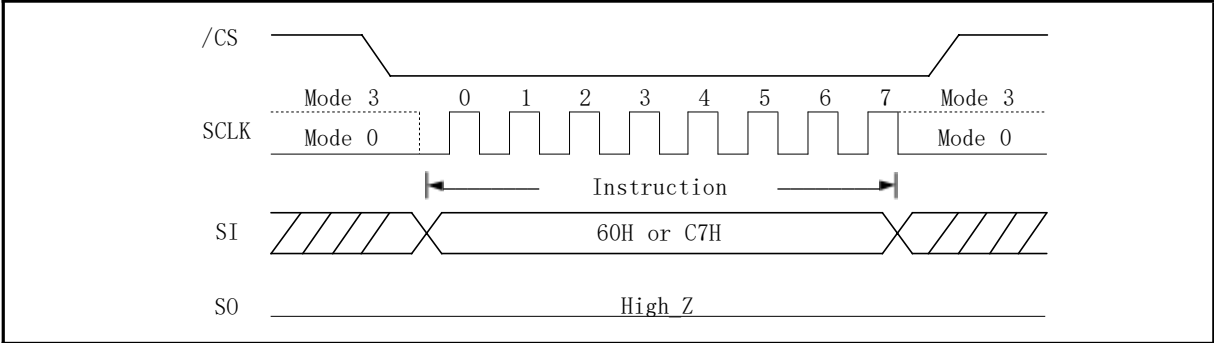 /CS
Mode 3 0 1 2 3 4 5 6 7 Mode 3
SCLK
Mode 0 Mode 0
Instruction
SI 60H or C7H
SO High_Z